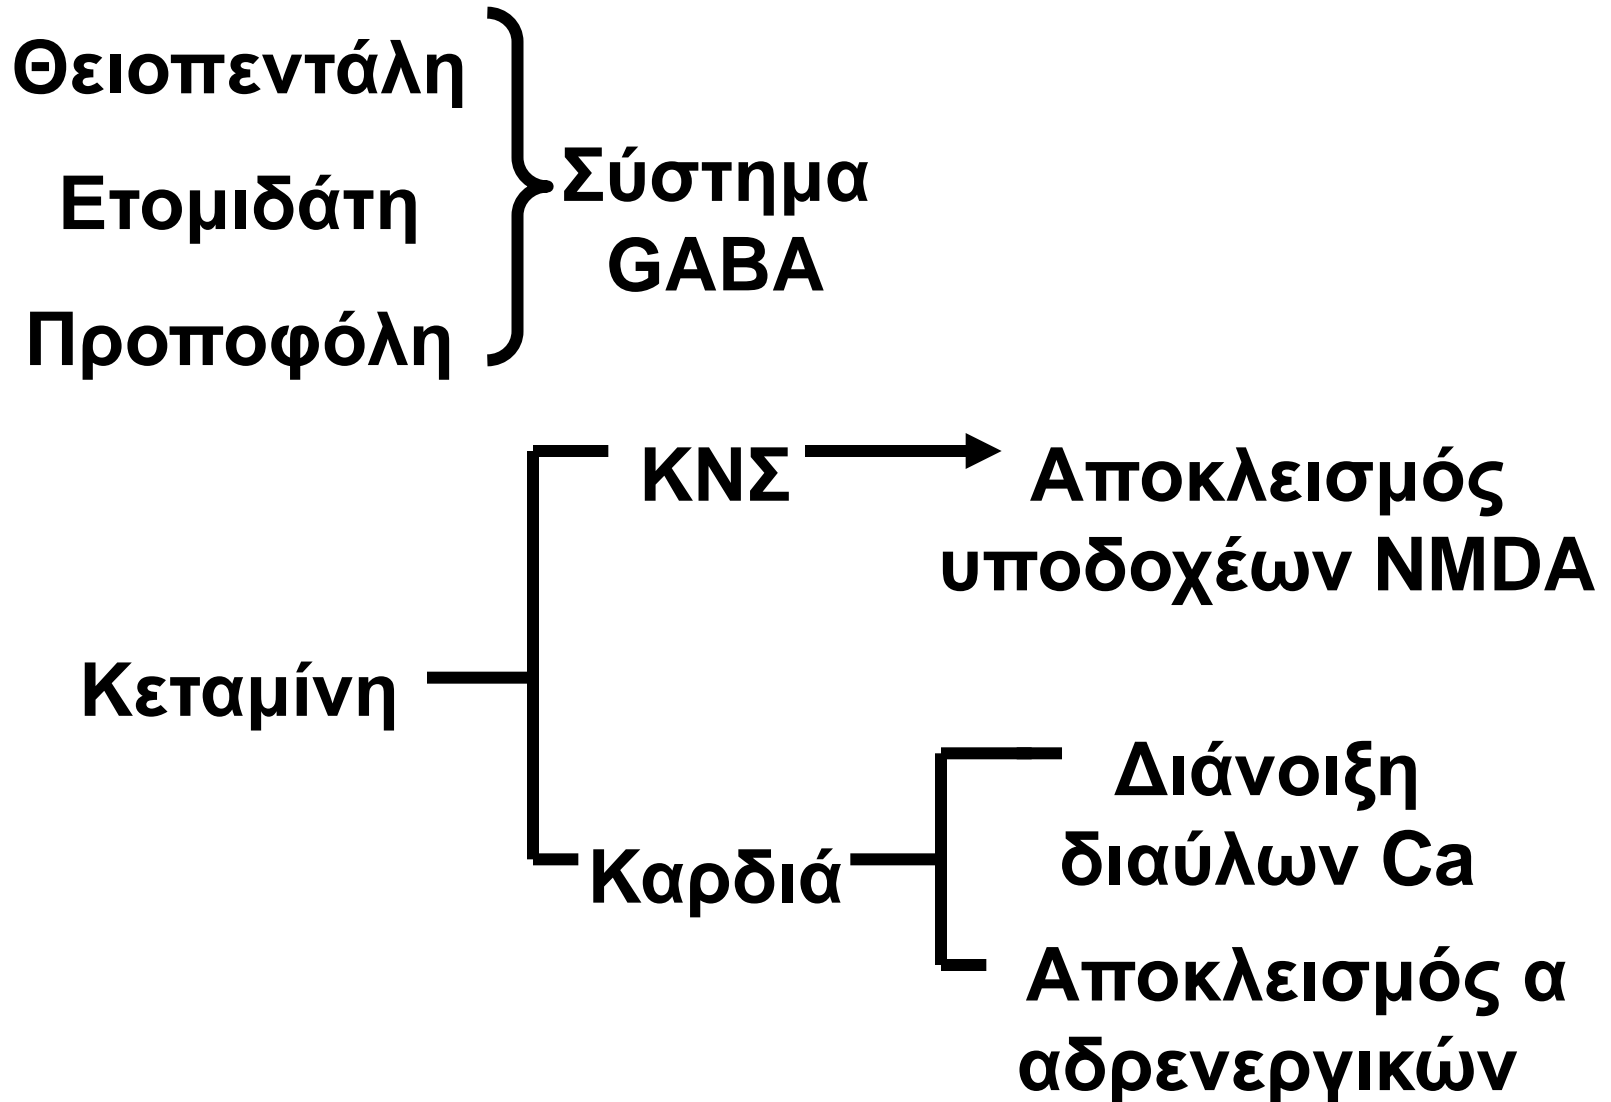 Θειοπεντάλη
Ετομιδάτη
Προποφόλη
Σύστημα
GABA
Κεταμίνη
ΚΝΣ
Αποκλεισμός
υποδοχέων NMDA
Καρδιά
Διάνοιξη
διαύλων Ca
Αποκλεισμός α
αδρενεργικών